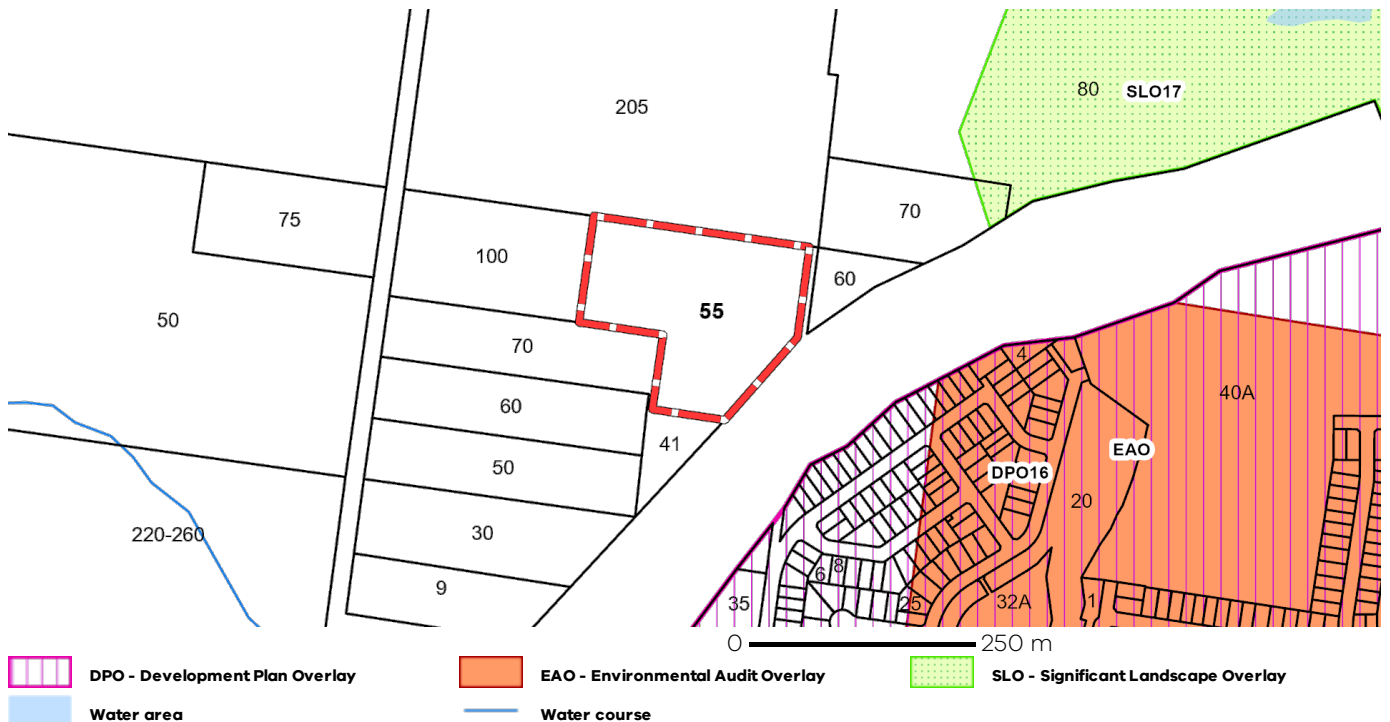 205
80 SLO17
75
70
100
60
55
50
70
4
40A
60
41
EAO
DPO16
50
20
220-260
30
6 8
9
35
25
32A
1
0 250 m
DPO - Development Plan Overlay
EAO - Environmental Audit Overlay
SLO - Significant Landscape Overlay
Water area
Water course